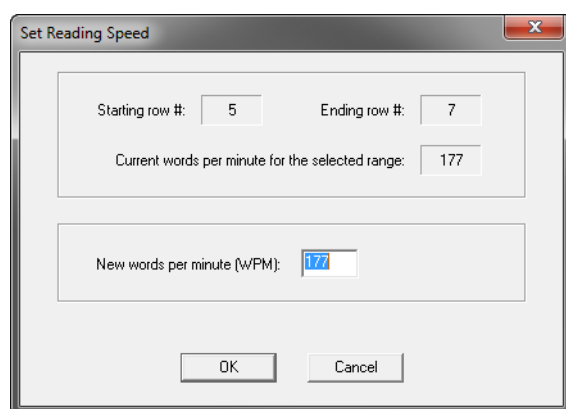 Set Reading Speed
Starting row #: 5 Ending row #: 7
Current words per minute for the selected range: 177
New words per minute (WPM): 177
OK Cancel